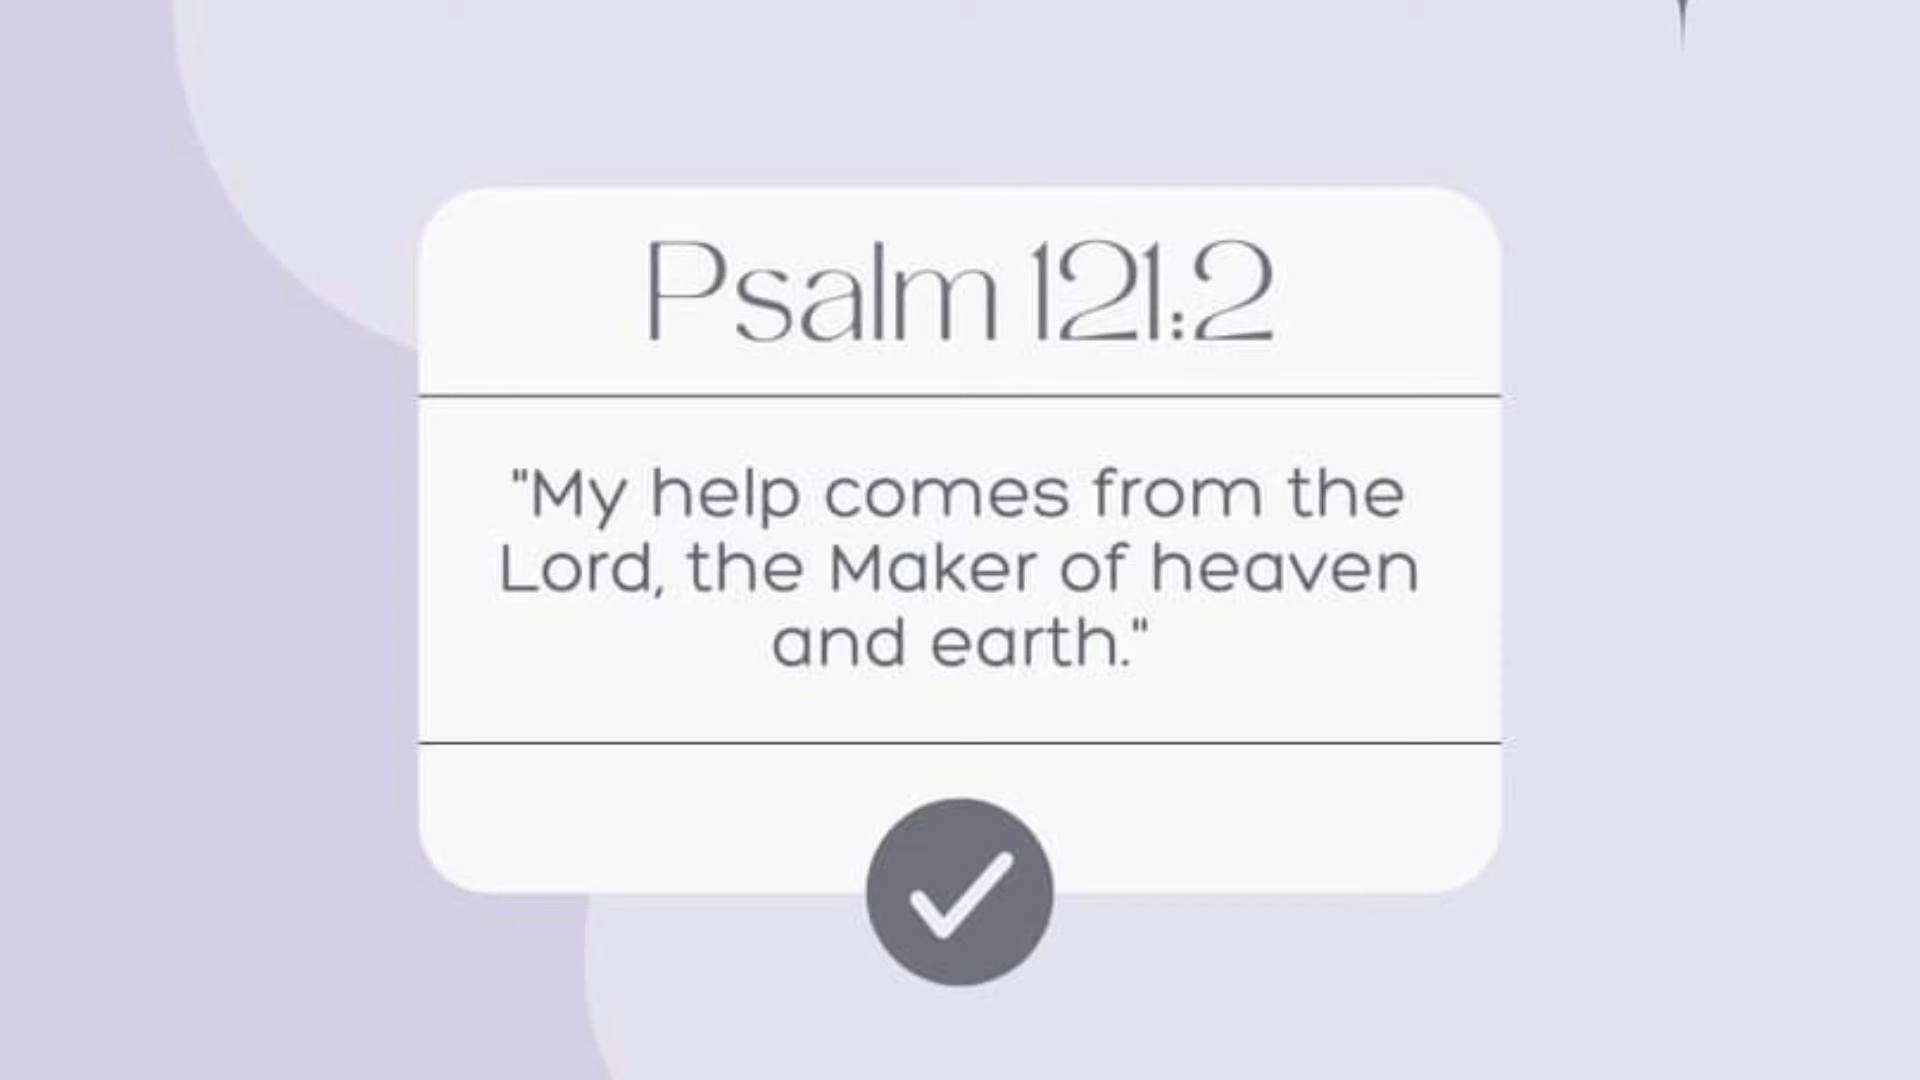 Psalm 121:2
"My help comes from the
Lord, the Maker of heaven
and earth."